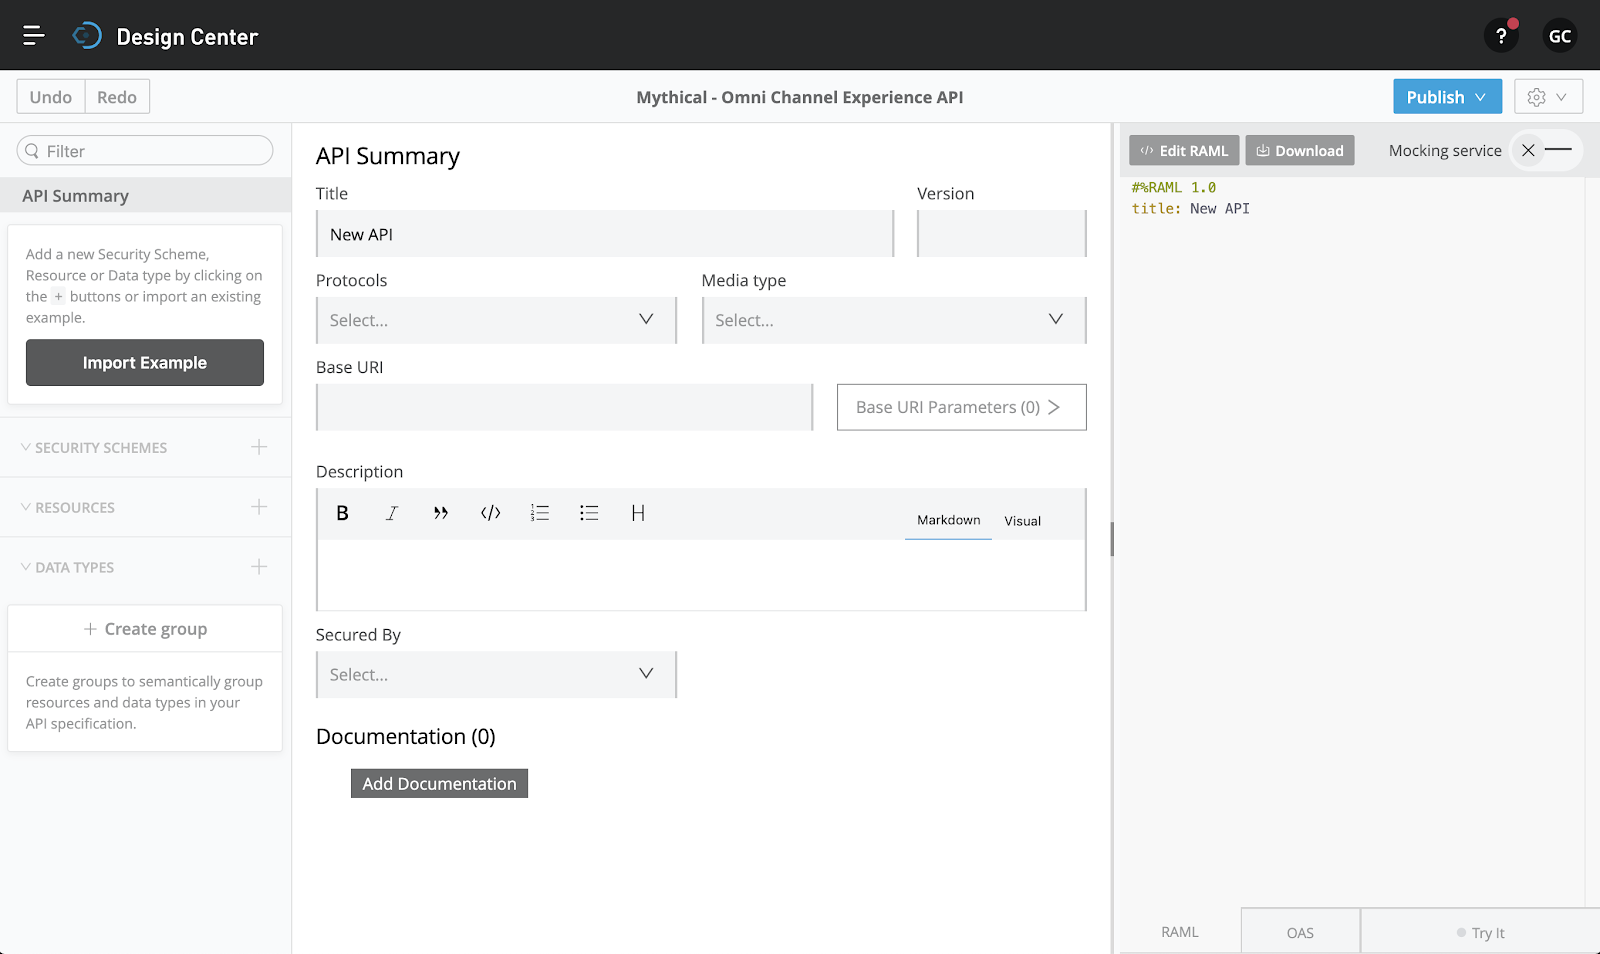 Design Center
?
GC
Undo
Redo
Mythical - Omni Channel Experience API
Publish
Filter
API Summary
Add a new Security Scheme,
Resource or Data type by clicking on
the + buttons or import an existing
example.
Import Example
SECURITY SCHEMES
RESOURCES
DATA TYPES
+ Create group
Create groups to semantically group
resources and data types in your
API specification.
API Summary
Title
Version
New API
Protocols
Media type
Select...
Select...
Base URI
Base URI Parameters (0)
Description
B I ” </> H
Markdown
Visual
Secured By
Select...
Documentation (0)
Add Documentation
</> Edit RAML
Download
Mocking service
#%RAML 1.0
title: New API
RAML
OAS
Try It